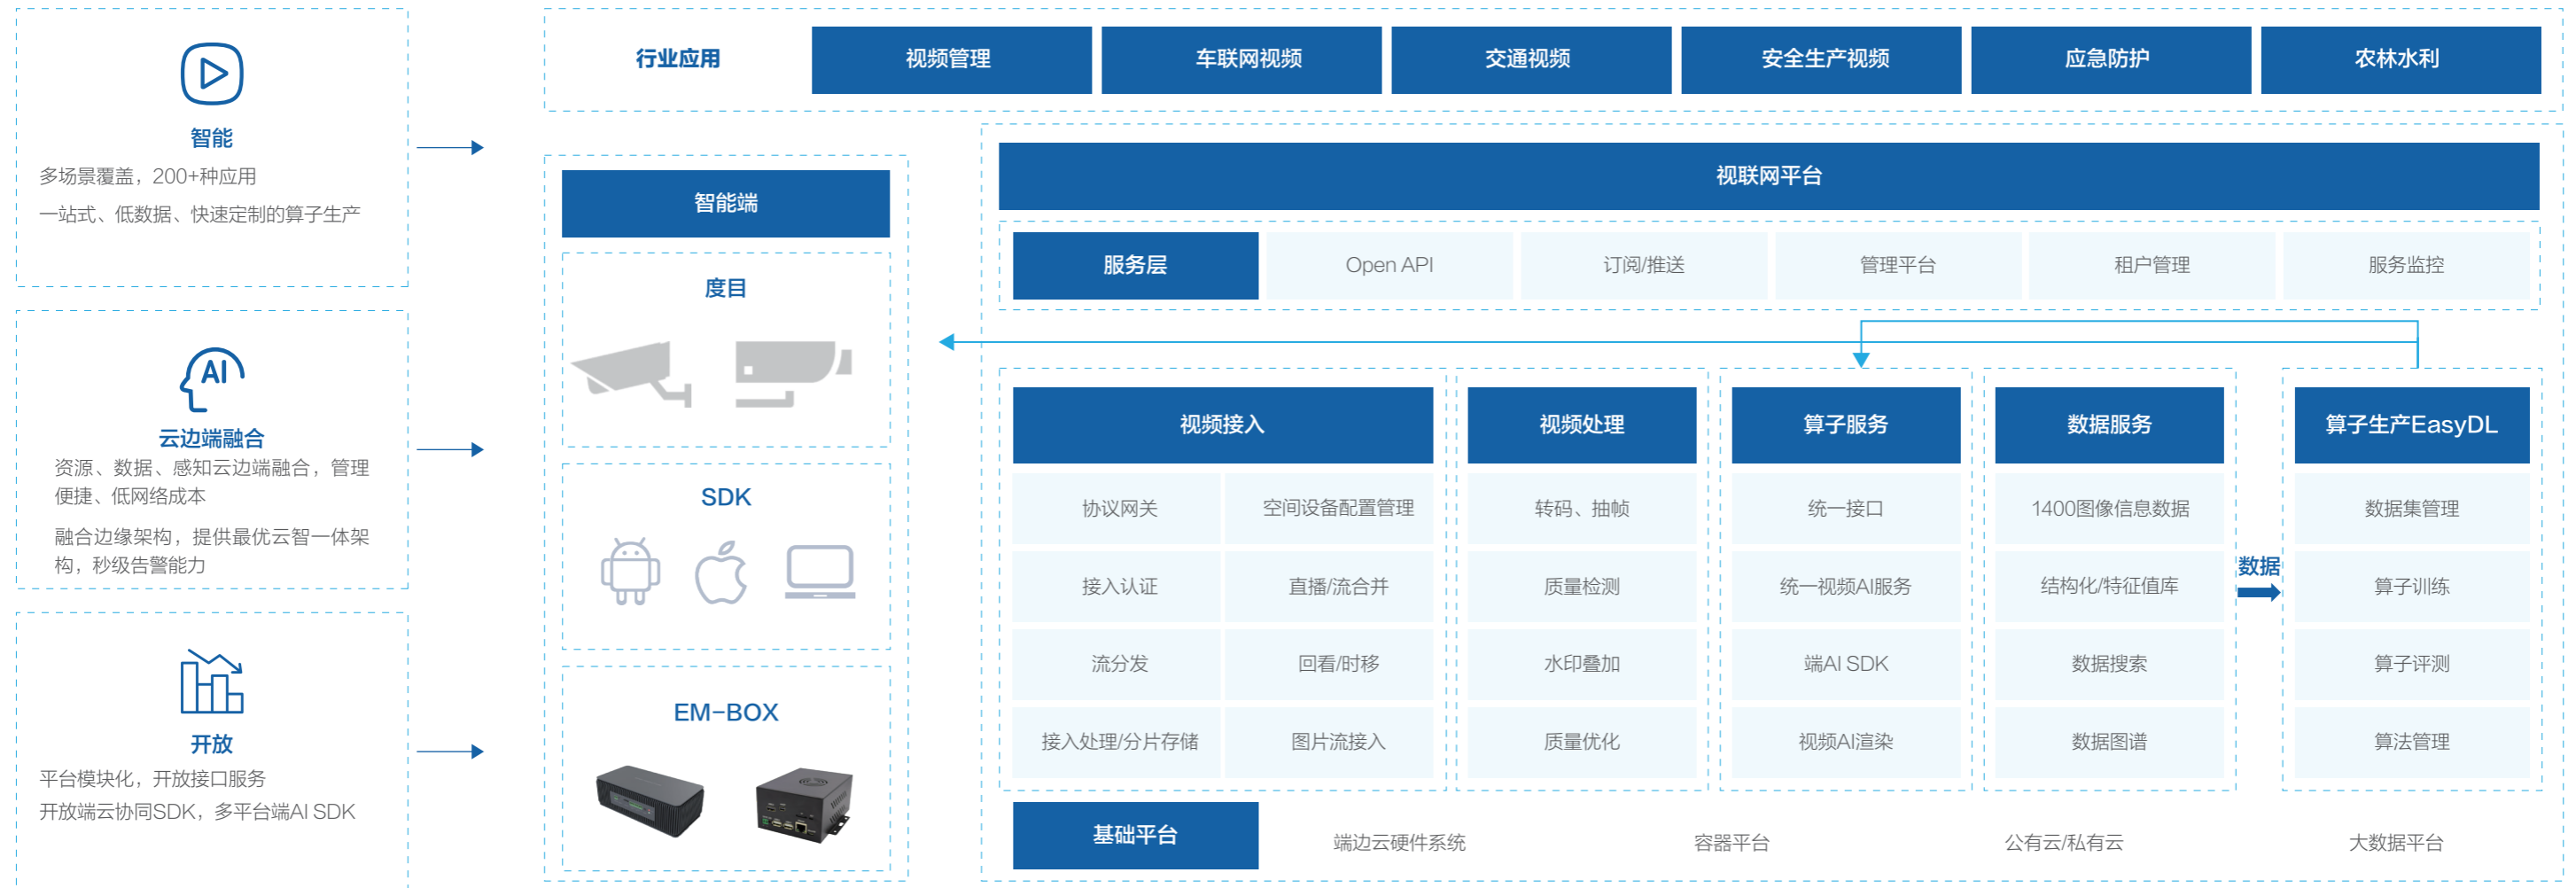 智能
多场景覆盖，200+种应用
一站式、低数据、快速定制的算子生产
云边端融合
资源、数据、感知云边端融合，管理
便捷、低网络成本
融合边缘架构，提供最优云智一体架
构，秒级告警能力
开放
平台模块化，开放接口服务
开放端云协同SDK，多平台端AI SDK
行业应用
视频管理
车联网视频
交通视频
安全生产视频
应急防护
农林水利
智能端
度目
SDK
EM-BOX
视联网平台
服务层
Open API
订阅/推送
管理平台
租户管理
服务监控
视频接入
协议网关
空间设备配置管理
接入认证
直播/流合并
流分发
回看/时移
接入处理/分片存储
图片流接入
视频处理
转码、抽帧
质量检测
水印叠加
质量优化
算子服务
统一接口
统一视频AI服务
端AI SDK
视频AI渲染
数据服务
1400图像信息数据
结构化/特征值库
数据搜索
数据图谱
数据
算子生产EasyDL
数据集管理
算子训练
算子评测
算法管理
基础平台
端边云硬件系统
容器平台
公有云/私有云
大数据平台